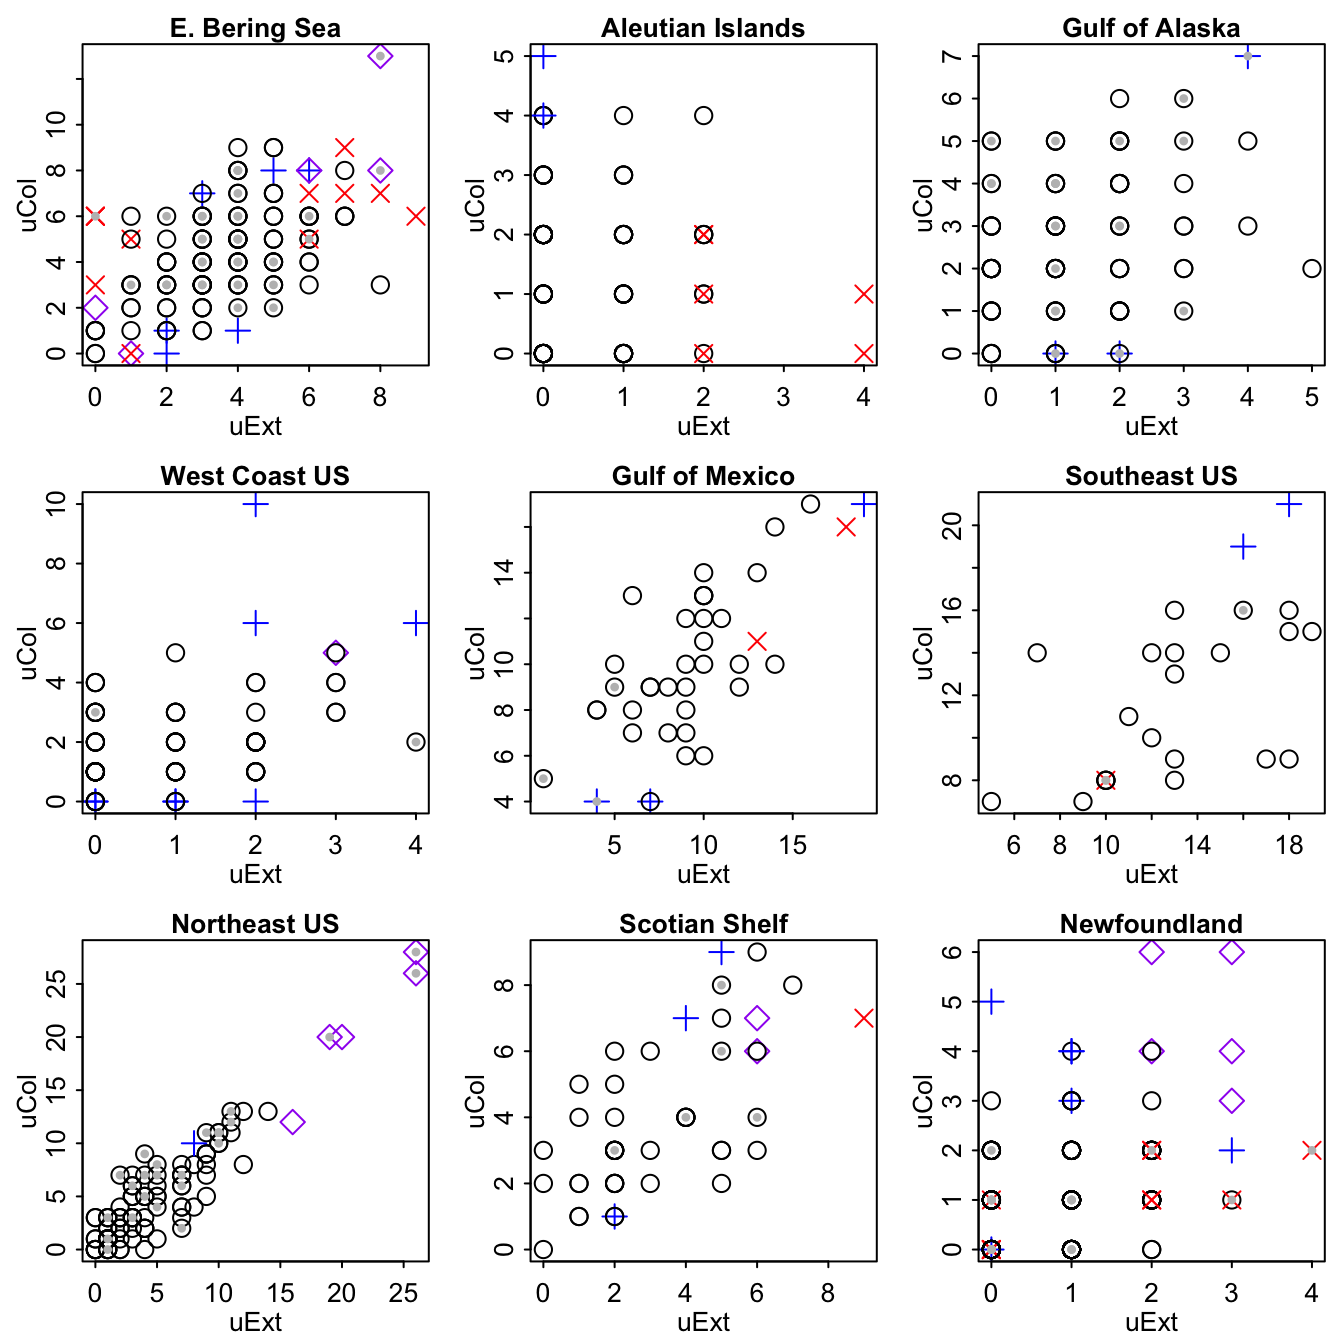 E. Bering Sea
uCol
0 2 4 6 8 10
0 2 4 6 8
uExt
Aleutian Islands
uCol
0 1 2 3 4 5
0 1 2 3 4
uExt
Gulf of Alaska
uCol
0 1 2 3 4 5 6 7
0 1 2 3 4 5
uExt
West Coast US
uCol
0 2 4 6 8 10
0 1 2 3 4
uExt
Gulf of Mexico
uCol
4 6 8 10 14
5 10 15
uExt
Southeast US
uCol
8 12 16 20
6 8 10 14 18
uExt
Northeast US
uCol
0 5 10 15 20 25
0 5 10 15 20 25
uExt
Scotian Shelf
uCol
0 2 4 6 8
0 2 4 6 8
uExt
Newfoundland
uCol
0 1 2 3 4 5 6
0 1 2 3 4
uExt